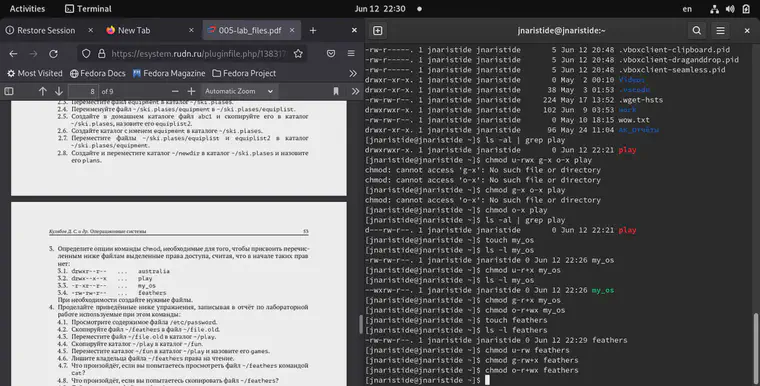 Activities Terminal Jun 12 22:30 en
Restore Session New Tab 005-lab_files.pdf
https://esystem.rudn.ru/pluginfile.php/13831
Most Visited Fedora Docs Fedora Magazine Fedora Project
8 of 9 Automatic Zoom
2.3. Переместите файл equipment в каталог ~/ski.plases.
2.4. Переименуйте файл ~/ski.plases/equipment в ~/ski.plases/equiplist.
2.5. Создайте в домашнем каталоге файл abc1 и скопируйте его в каталог
~/ski.plases, назовите его equiplist2.
2.6. Создайте каталог с именем equipment в каталоге ~/ski.plases.
2.7. Переместите файлы ~/ski.plases/equiplist и equiplist2 в каталог
~/ski.plases/equipment.
2.8. Создайте и переместите каталог ~/newdir в каталог ~/ski.plases и назовите
его plans.
Кулябов Д. С. и др. Операционные системы 53
3. Определите опции команды chmod, необходимые для того, чтобы присвоить перечис-
ленным ниже файлам выделенные права доступа, считая, что в начале таких прав
нет:
3.1. drwxr--r-- ... australia
3.2. drwx--x--x ... play
3.3. -r-xr--r-- ... my_os
3.4. -rw-rw-r-- ... feathers
При необходимости создайте нужные файлы.
4. Проделайте приведённые ниже упражнения, записывая в отчёт по лабораторной
работе используемые при этом команды:
4.1. Просмотрите содержимое файла /etc/password.
4.2. Скопируйте файл ~/feathers в файл ~/file.old.
4.3. Переместите файл ~/file.old в каталог ~/play.
4.4. Скопируйте каталог ~/play в каталог ~/fun.
4.5. Переместите каталог ~/fun в каталог ~/play и назовите его games.
4.6. Лишите владельца файла ~/feathers права на чтение.
4.7. Что произойдёт, если вы попытаетесь просмотреть файл ~/feathers командой
cat?
4.8. Что произойдёт, если вы попытаетесь скопировать файл ~/feathers?
jnaristide@jnaristide:~
-rw-r-----. 1 jnaristide jnaristide 5 Jun 12 20:48 .vboxclient-clipboard.pid
-rw-r-----. 1 jnaristide jnaristide 5 Jun 12 20:48 .vboxclient-draganddrop.pid
-rw-r-----. 1 jnaristide jnaristide 5 Jun 12 20:48 .vboxclient-seamless.pid
drwxr-xr-x. 1 jnaristide jnaristide 0 May 2 00:10 Видео
drwxr-xr-x. 1 jnaristide jnaristide 38 May 3 01:53
-rw-rw-r--. 1 jnaristide jnaristide 224 May 17 13:52 .wget-hsts
drwxr-xr-x. 1 jnaristide jnaristide 102 Jun 9 03:53 work
-rw-r--r--. 1 jnaristide jnaristide 0 May 10 18:15 wow.txt
drwxr-xr-x. 1 jnaristide jnaristide 96 May 24 11:04
[jnaristide@jnaristide ~]$ ls -al | grep play
drwxrwxr-x. 1 jnaristide jnaristide 0 Jun 12 22:21 play
[jnaristide@jnaristide ~]$ chmod u-rwx g-x o-x play
chmod: cannot access 'g-x': No such file or directory
chmod: cannot access 'o-x': No such file or directory
[jnaristide@jnaristide ~]$ chmod g-x o-x play
chmod: cannot access 'o-x': No such file or directory
[jnaristide@jnaristide ~]$ chmod o-x play
[jnaristide@jnaristide ~]$ ls -al | grep play
d---rw-r--. 1 jnaristide jnaristide 0 Jun 12 22:21 play
[jnaristide@jnaristide ~]$ touch my_os
[jnaristide@jnaristide ~]$ ls -l my_os
-rw-rw-r--. 1 jnaristide jnaristide 0 Jun 12 22:26 my_os
[jnaristide@jnaristide ~]$ chmod u-r+x my_os
[jnaristide@jnaristide ~]$ ls -l my_os
--wxrw-r--. 1 jnaristide jnaristide 0 Jun 12 22:26 my_os
[jnaristide@jnaristide ~]$ chmod g-r+x my_os
[jnaristide@jnaristide ~]$ chmod o-r+wx my_os
[jnaristide@jnaristide ~]$ touch feathers
[jnaristide@jnaristide ~]$ ls -l feathers
-rw-rw-r--. 1 jnaristide jnaristide 0 Jun 12 22:29 feathers
[jnaristide@jnaristide ~]$ chmod u-rw feathers
[jnaristide@jnaristide ~]$ chmod g-rw+x feathers
[jnaristide@jnaristide ~]$ chmod o-r+wx feathers
[jnaristide@jnaristide ~]$